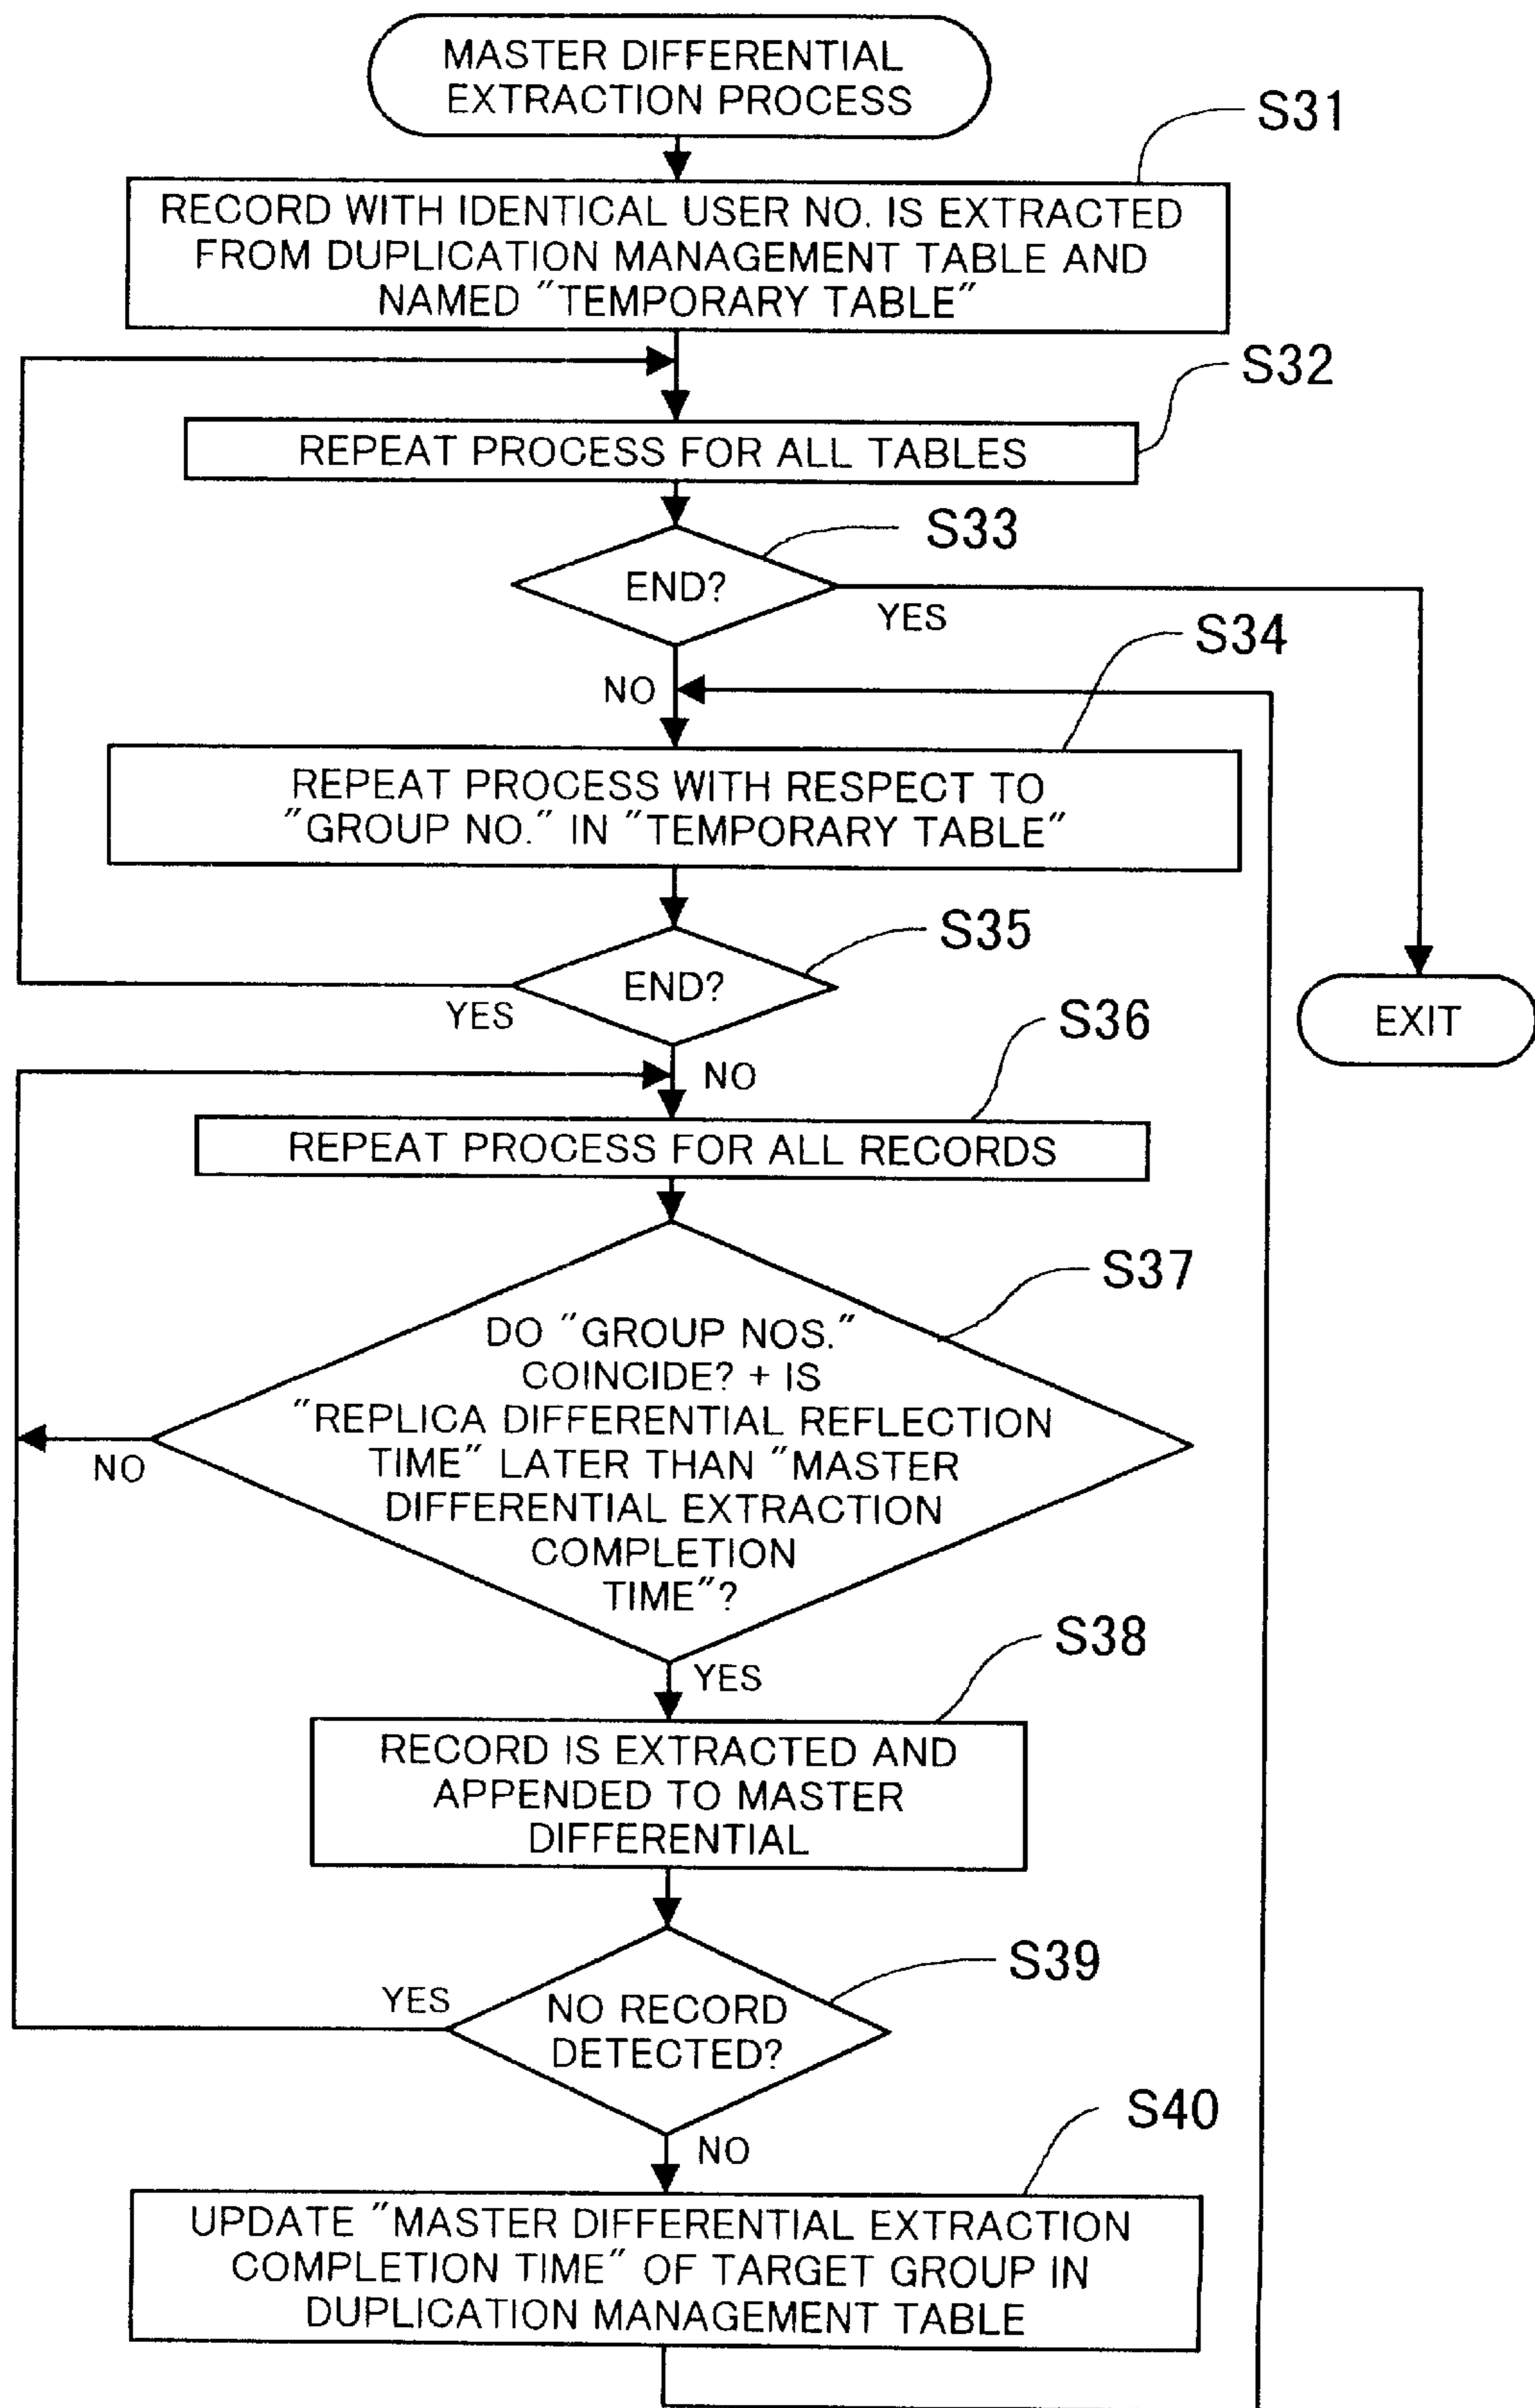 MASTER DIFFERENTIAL
EXTRACTION PROCESS
S31
RECORD WITH IDENTICAL USER NO. IS EXTRACTED
FROM DUPLICATION MANAGEMENT TABLE AND
NAMED "TEMPORARY TABLE"
S32
REPEAT PROCESS FOR ALL TABLES
S33
END?
YES
S34
NO
REPEAT PROCESS WITH RESPECT TO
"GROUP NO." IN "TEMPORARY TABLE"
S35
END?
YES
EXIT
S36
NO
REPEAT PROCESS FOR ALL RECORDS
S37
DO "GROUP NOS."
COINCIDE? + IS
"REPLICA DIFFERENTIAL REFLECTION
TIME" LATER THAN "MASTER
DIFFERENTIAL EXTRACTION
COMPLETION
TIME"?
NO
S38
YES
RECORD IS EXTRACTED AND
APPENDED TO MASTER
DIFFERENTIAL
S39
YES
NO RECORD
DETECTED?
S40
NO
UPDATE "MASTER DIFFERENTIAL EXTRACTION
COMPLETION TIME" OF TARGET GROUP IN
DUPLICATION MANAGEMENT TABLE